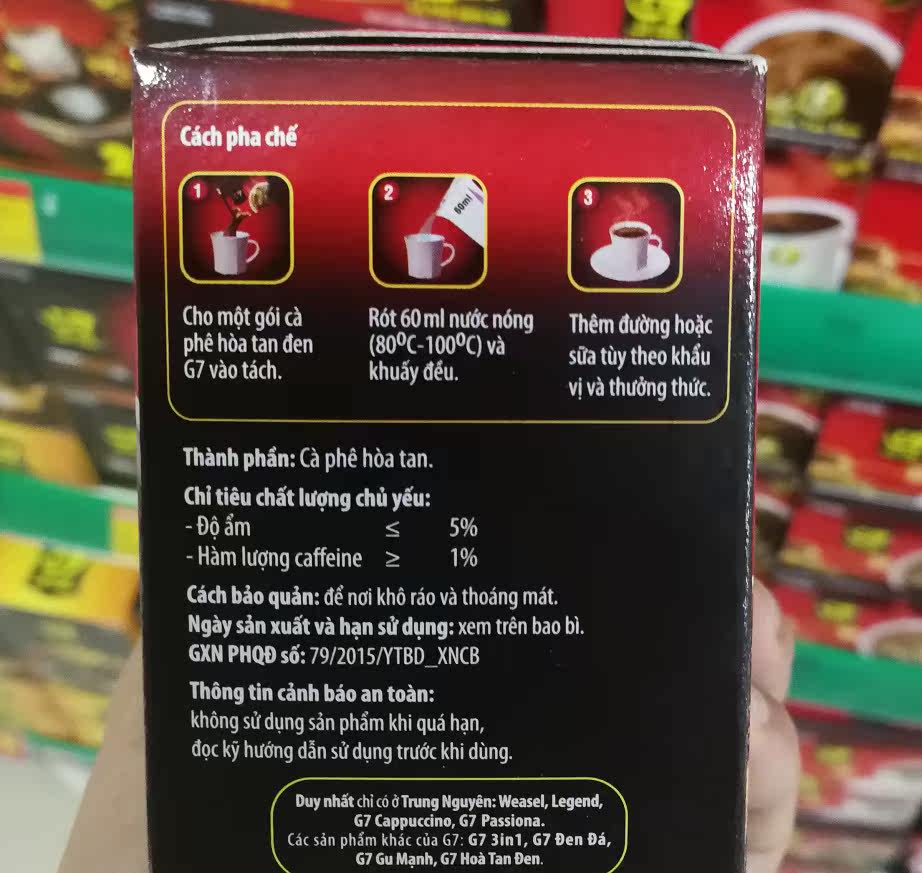 Cách pha chế
1
2
60ml
3
Cho một gói cà
phê hòa tan đen
G7 vào tách.
Rót 60 ml nước nóng
(80⁰C-100⁰C) và
khuấy đều.
Thêm đường hoặc
sữa tùy theo khẩu
vị và thưởng thức.
Thành phần: Cà phê hòa tan.
Chỉ tiêu chất lượng chủ yếu:
- Độ ẩm ≤ 5%
- Hàm lượng caffeine ≥ 1%
Cách bảo quản: để nơi khô ráo và thoáng mát.
Ngày sản xuất và hạn sử dụng: xem trên bao bì.
GXN PHQĐ số: 79/2015/YTBD_XNCB
Thông tin cảnh báo an toàn:
không sử dụng sản phẩm khi quá hạn,
đọc kỹ hướng dẫn sử dụng trước khi dùng.
Duy nhất chỉ có ở Trung Nguyên: Weasel, Legend,
G7 Cappuccino, G7 Passiona.
Các sản phẩm khác của G7: G7 3in1, G7 Đen Đá,
G7 Gu Mạnh, G7 Hoà Tan Đen.